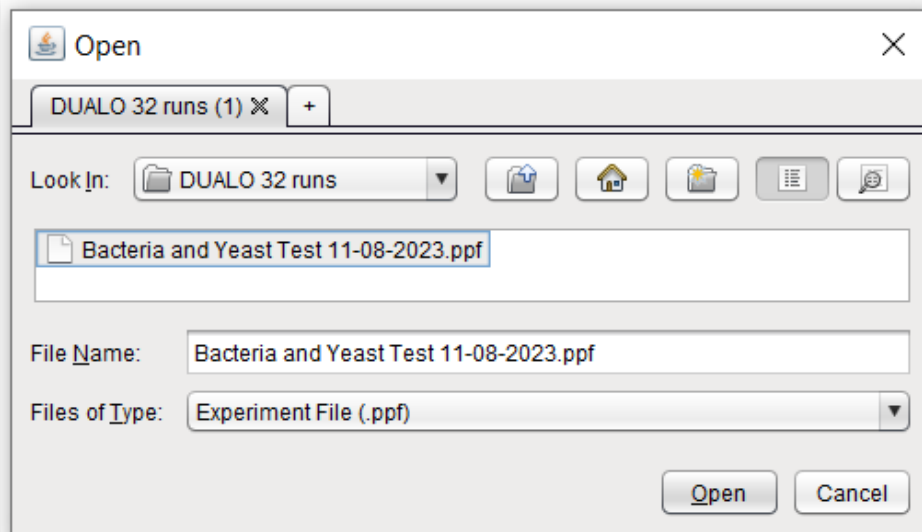 Open
DUALO 32 runs (1)
+
Look In: DUALO 32 runs
Bacteria and Yeast Test 11-08-2023.ppf
File Name: Bacteria and Yeast Test 11-08-2023.ppf
Files of Type: Experiment File (.ppf)
Open Cancel